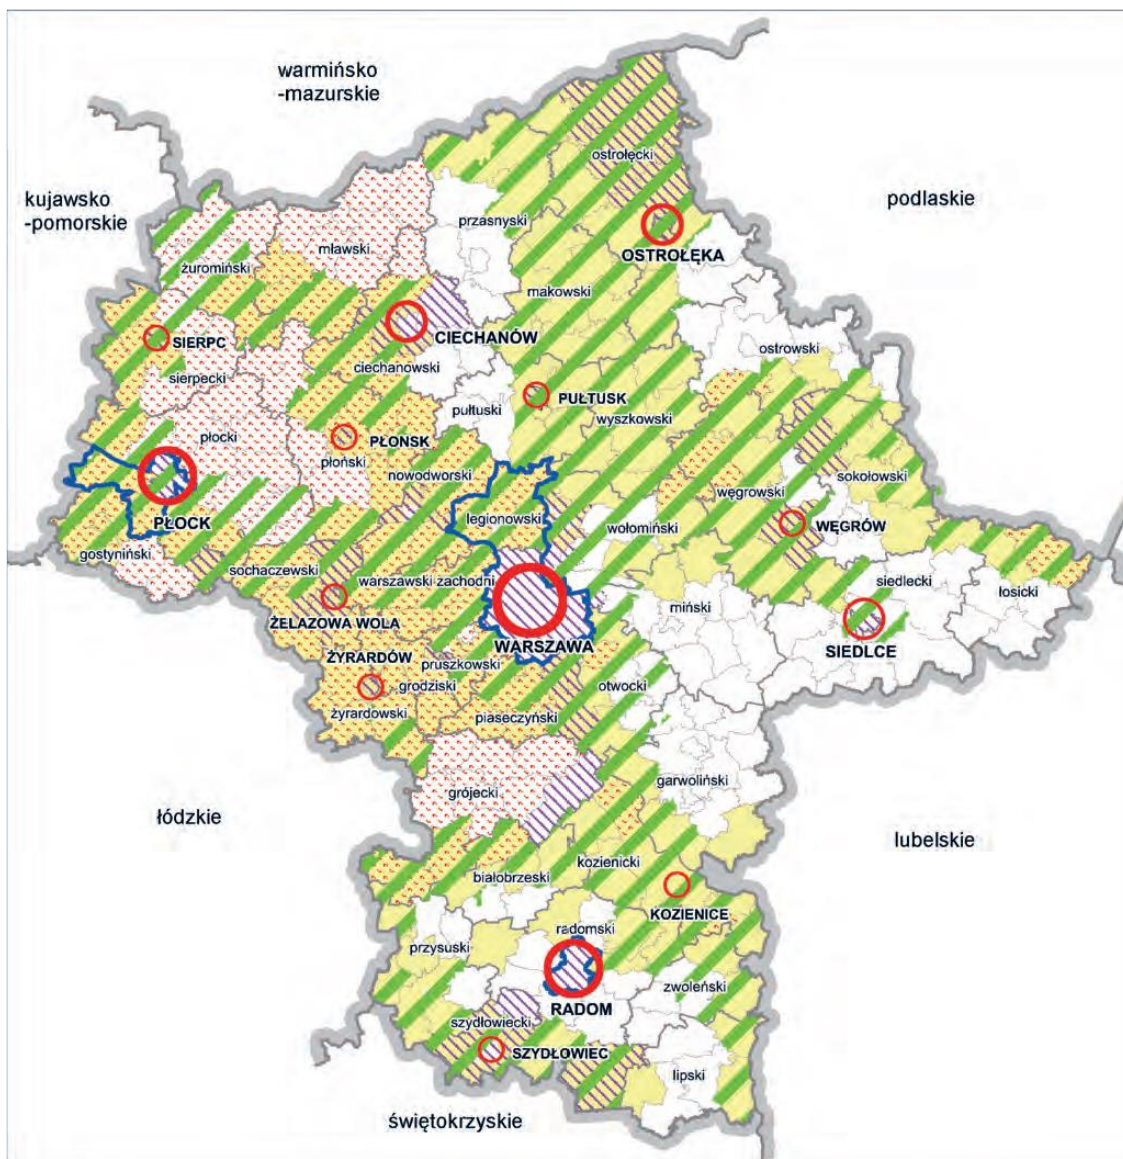 warmińsko
-mazurskie
kujawsko
-pomorskie
podlaskie
ostrołęcki
przasnyski
mławski
OSTROŁĘKA
żuromiński
makowski
SIERPC
CIECHANÓW
ostrowski
ciechanowski
sierpecki
PUŁTUSK
pułtuski
wyszkowski
płocki
PŁOŃSK
płoński
nowodworski
sokołowski
węgrowski
legionowski
PŁOCK
wołomiński
WĘGRÓW
gostyniński
sochaczewski
warszawski zachodni
siedlecki
łosicki
miński
ŻELAZOWA WOLA
WARSZAWA
SIEDLCE
ŻYRARDÓW
pruszkowski
grodziski
otwocki
żyrardowski
piaseczyński
garwoliński
grójecki
łódzkie
lubelskie
kozienicki
białobrzeski
KOZIENICE
radomski
przysuski
zwoleński
RADOM
szydłowiecki
SZYDŁOWIEC
lipski
świętokrzyskie